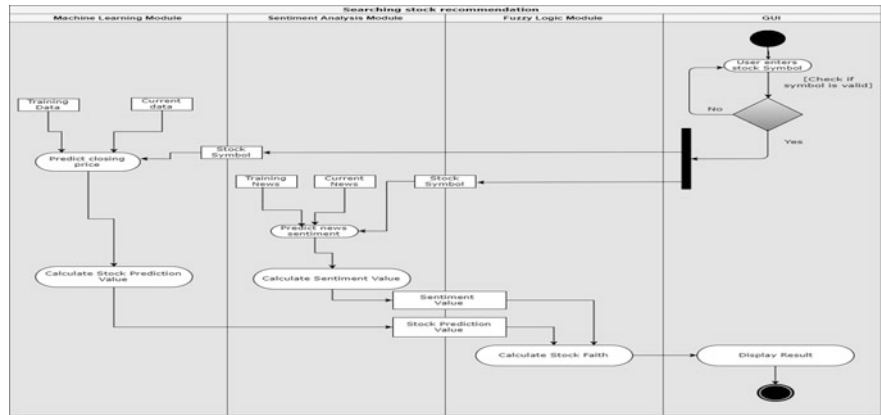 Searching stock recommendation
Machine Learning Module
Sentiment Analysis Module
Fuzzy Logic Module
GUI
User enters
stock Symbol
[Check if
symbol is valid]
No
Yes
Training
Data
Current
data
Stock
Symbol
Predict closing
price
Training
News
Current
News
Stock
Symbol
Predict news
sentiment
Calculate Stock Prediction
Value
Calculate Sentiment Value
Sentiment
Value
Stock Prediction
Value
Calculate Stock Faith
Display Result